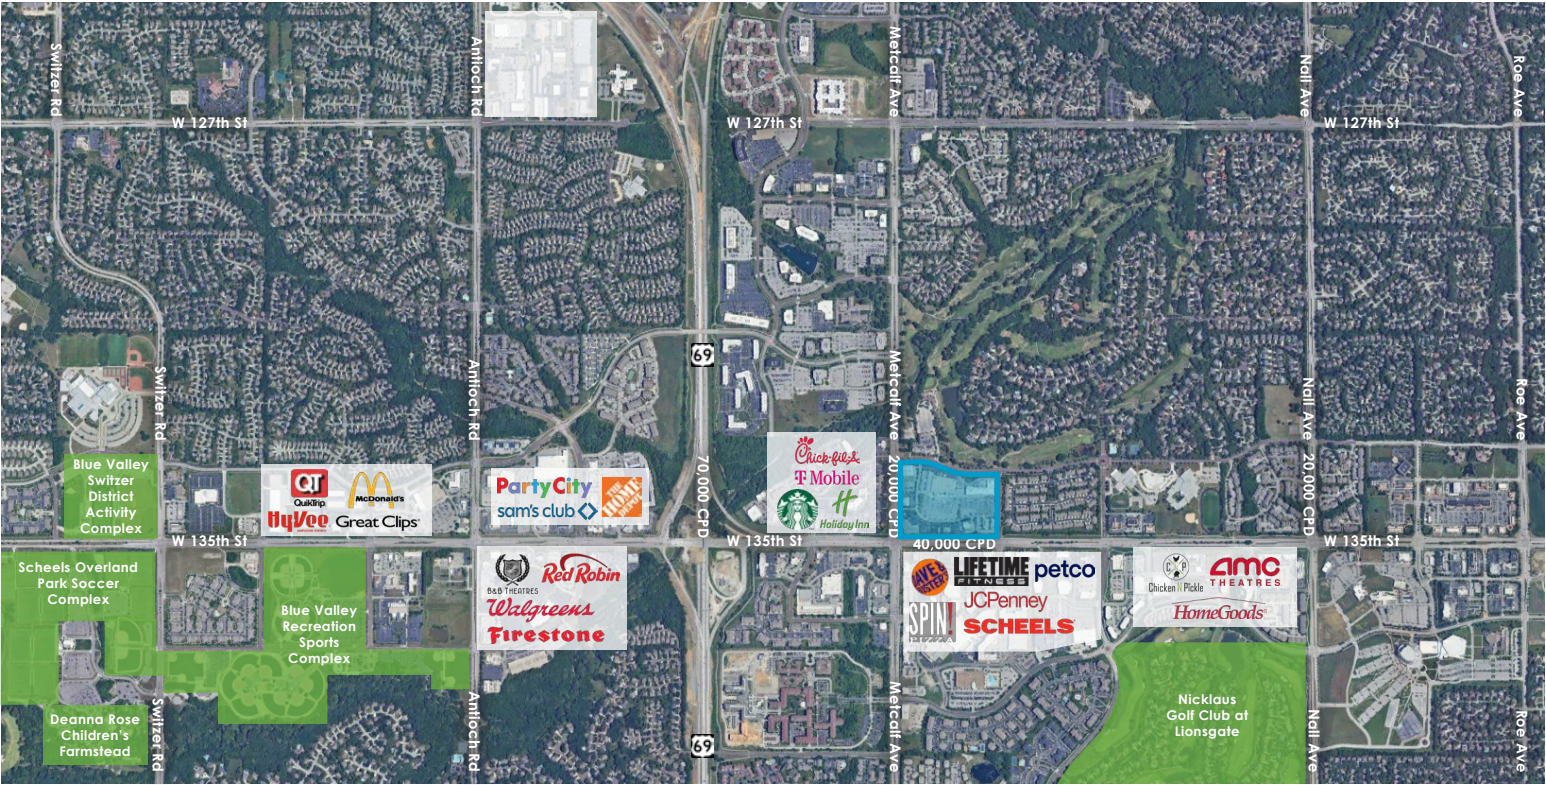 Switzer Rd
Antioch Rd
Metcalf Ave
Nall Ave
Roe Ave
W 127th St
W 127th St
W 127th St
69
Switzer Rd
Antioch Rd
Metcalf Ave
Nall Ave
Roe Ave
70,000 CPD
20,000 CPD
20,000 CPD
Blue Valley
Switzer
District
Activity
Complex
QT
QuikTrip
McDonald's
HyVee
Great Clips
PartyCity
sam's club
THE
HOME
DEPOT
Chick-fil-A
T Mobile
H
Holiday Inn
W 135th St
W 135th St
40,000 CPD
W 135th St
Scheels Overland
Park Soccer
Complex
Blue Valley
Recreation
Sports
Complex
B&B THEATRES
Red Robin
Walgreens
Firestone
DAVE &
BUSTER'S
LIFETIME
FITNESS
petco
SPIN!
PIZZA
JCPenney
SCHEELS
C P
Chicken N Pickle
amc
THEATRES
HomeGoods
Nicklaus
Golf Club at
Lionsgate
Deanna Rose
Children's
Farmstead
Switzer Rd
Antioch Rd
69
Metcalf Ave
Nall Ave
Roe Ave